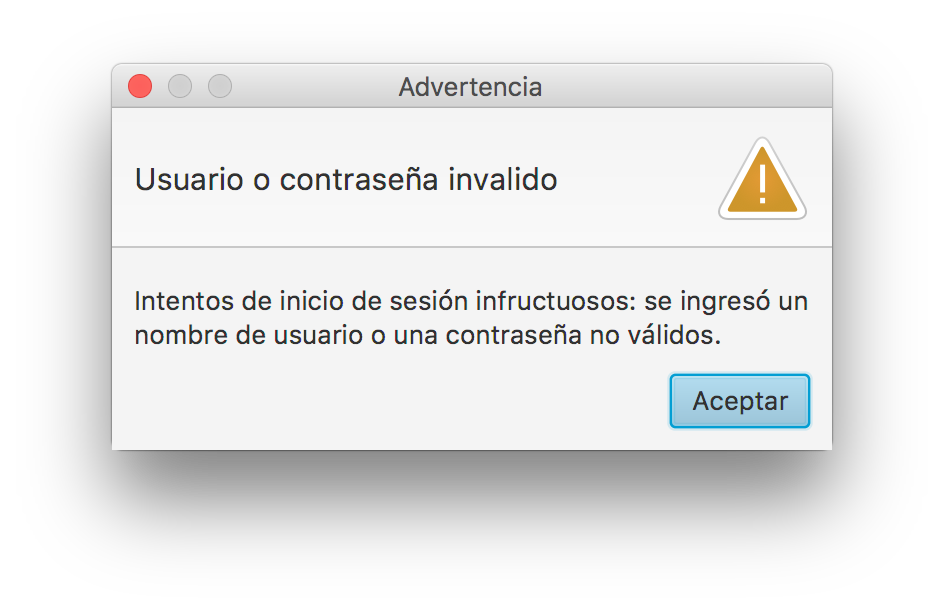 Advertencia
Usuario o contraseña invalido
Intentos de inicio de sesión infructuosos: se ingresó un
nombre de usuario o una contraseña no válidos.
Aceptar